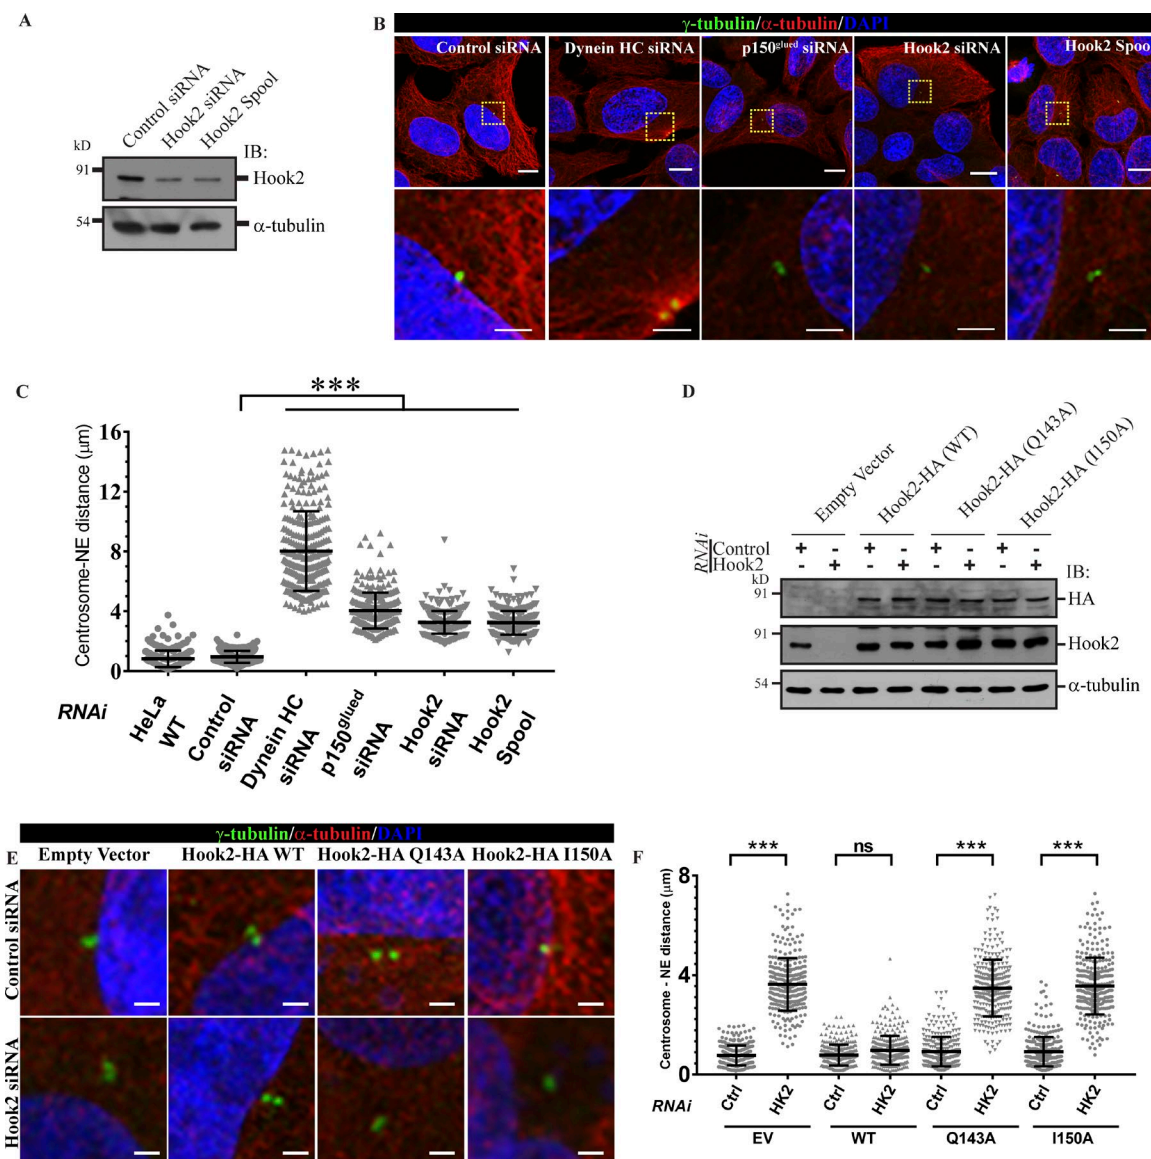 A
Control siRNA
Hook2 siRNA
Hook2 Spool
kD
IB:
91
Hook2
54
α-tubulin
B
γ-tubulin/α-tubulin/DAPI
Control siRNA
Dynein HC siRNA
p150glued siRNA
Hook2 siRNA
Hook2 Spool
C
***
Centrosome-NE distance (μm)
16
12
8
4
0
RNAi
HeLa WT
Control siRNA
Dynein HC siRNA
p150glued siRNA
Hook2 siRNA
Hook2 Spool
D
Empty Vector
Hook2-HA (WT)
Hook2-HA (Q143A)
Hook2-HA (I150A)
RNAi
Control + - + - + - + -
Hook2 - + - + - + - +
kD
IB:
91
HA
91
Hook2
54
α-tubulin
E
γ-tubulin/α-tubulin/DAPI
Empty Vector
Hook2-HA WT
Hook2-HA Q143A
Hook2-HA I150A
Control siRNA
Hook2 siRNA
F
*** ns *** ***
Centrosome - NE distance (μm)
8
4
0
RNAi
Ctrl HK2 Ctrl HK2 Ctrl HK2 Ctrl HK2
EV WT Q143A I150A